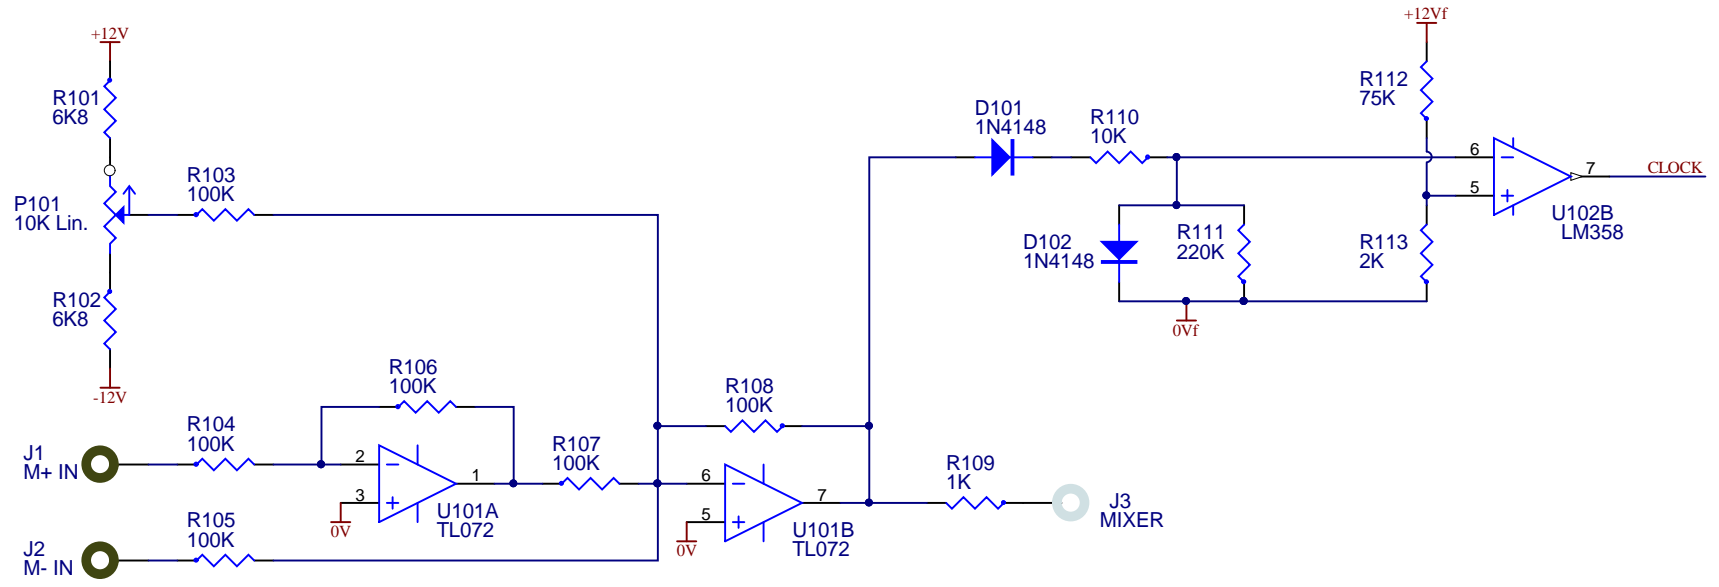 +12V
R101
6K8
P101
10K Lin.
R102
6K8
-12V
R103
100K
J1
M+ IN
R104
100K
R106
100K
2
3
1
0V
U101A
TL072
R107
100K
J2
M- IN
R105
100K
R108
100K
6
5
7
0V
U101B
TL072
R109
1K
J3
MIXER
D101
1N4148
R110
10K
D102
1N4148
R111
220K
0Vf
+12Vf
R112
75K
R113
2K
6
5
7
U102B
LM358
CLOCK